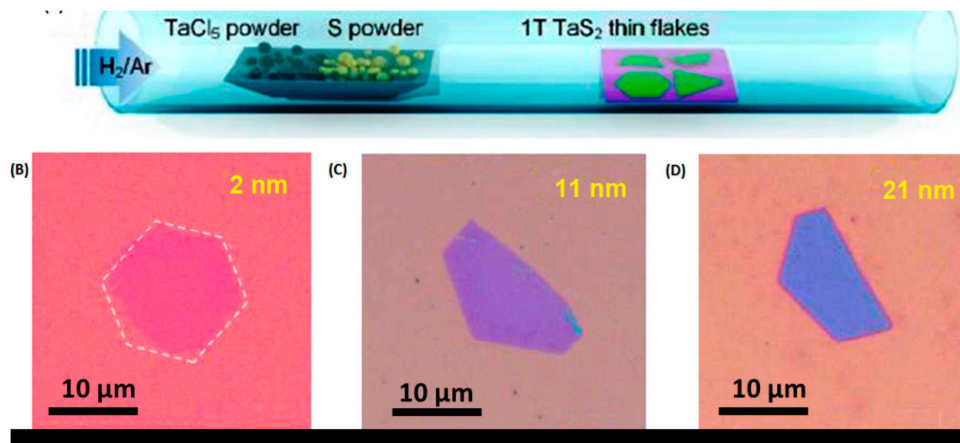 TaCl₅ powder S powder 1T TaS₂ thin flakes
H₂/Ar
(B) 2 nm (C) 11 nm (D) 21 nm
10 μm 10 μm 10 μm